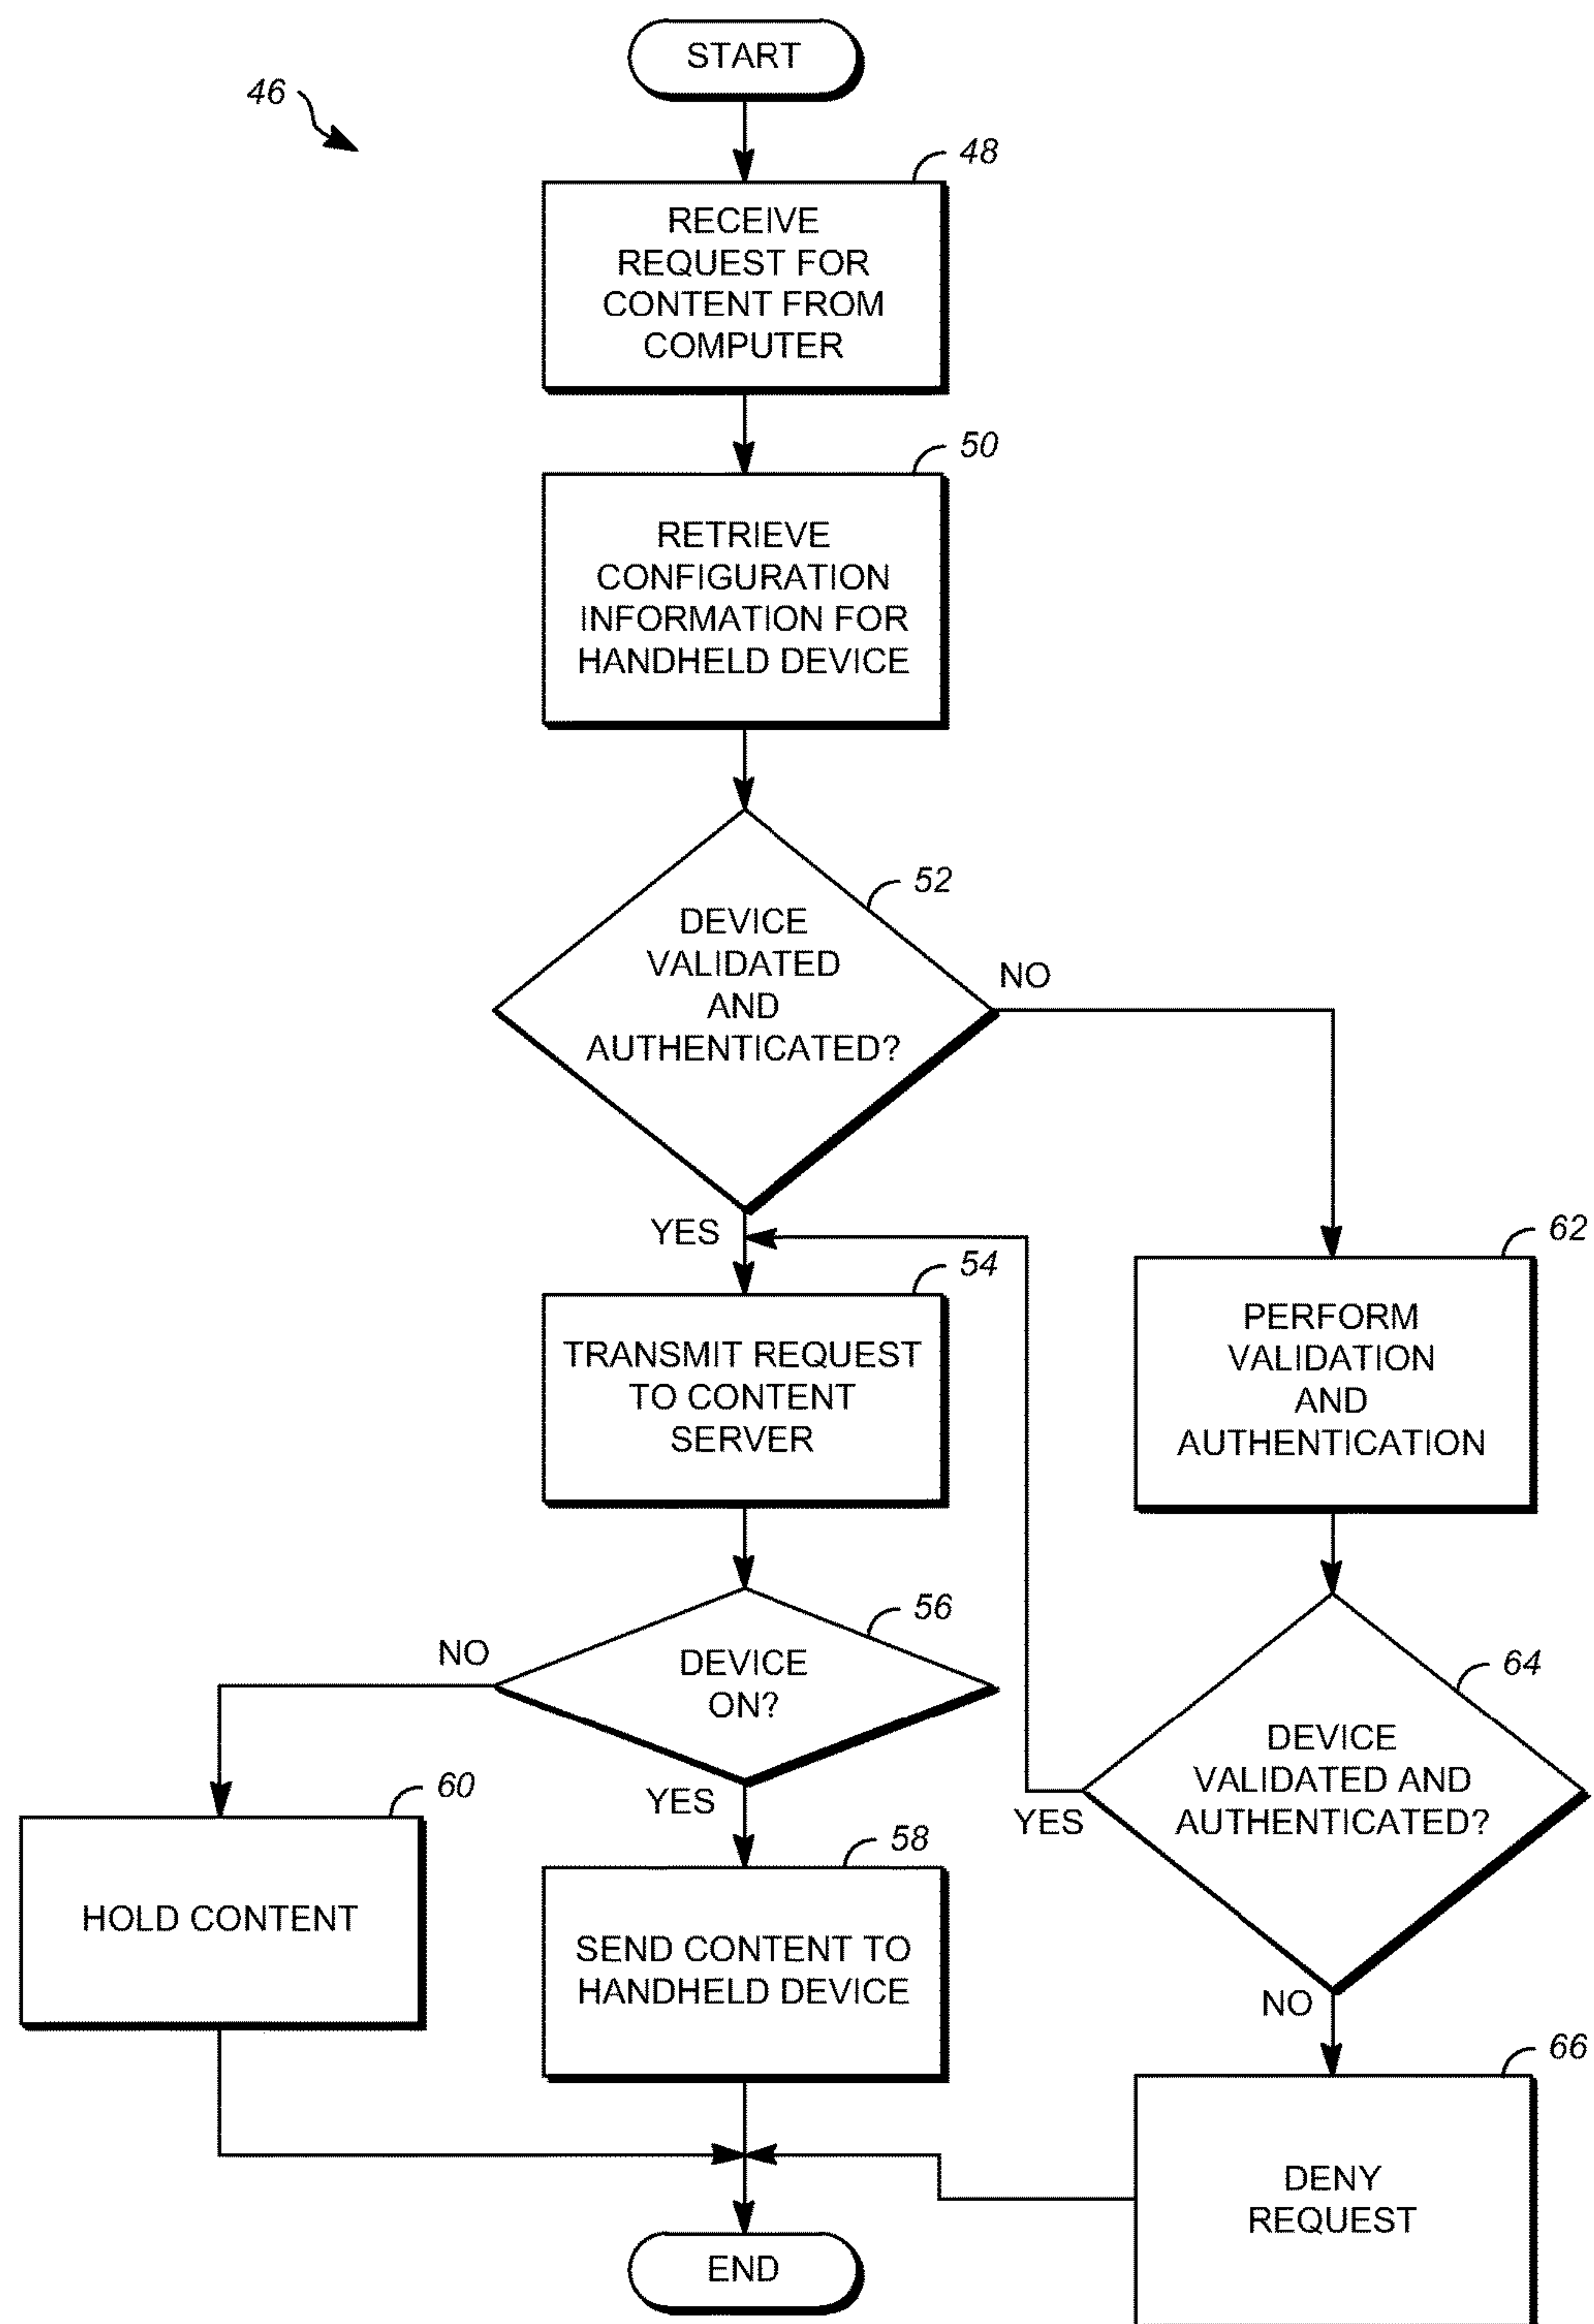 START
46
48
RECEIVE
REQUEST FOR
CONTENT FROM
COMPUTER
50
RETRIEVE
CONFIGURATION
INFORMATION FOR
HANDHELD DEVICE
52
DEVICE
VALIDATED
AND
AUTHENTICATED?
NO
YES
54
TRANSMIT REQUEST
TO CONTENT
SERVER
62
PERFORM
VALIDATION
AND
AUTHENTICATION
56
DEVICE
ON?
NO
YES
64
DEVICE
VALIDATED AND
AUTHENTICATED?
YES
NO
60
HOLD CONTENT
58
SEND CONTENT TO
HANDHELD DEVICE
66
DENY
REQUEST
END